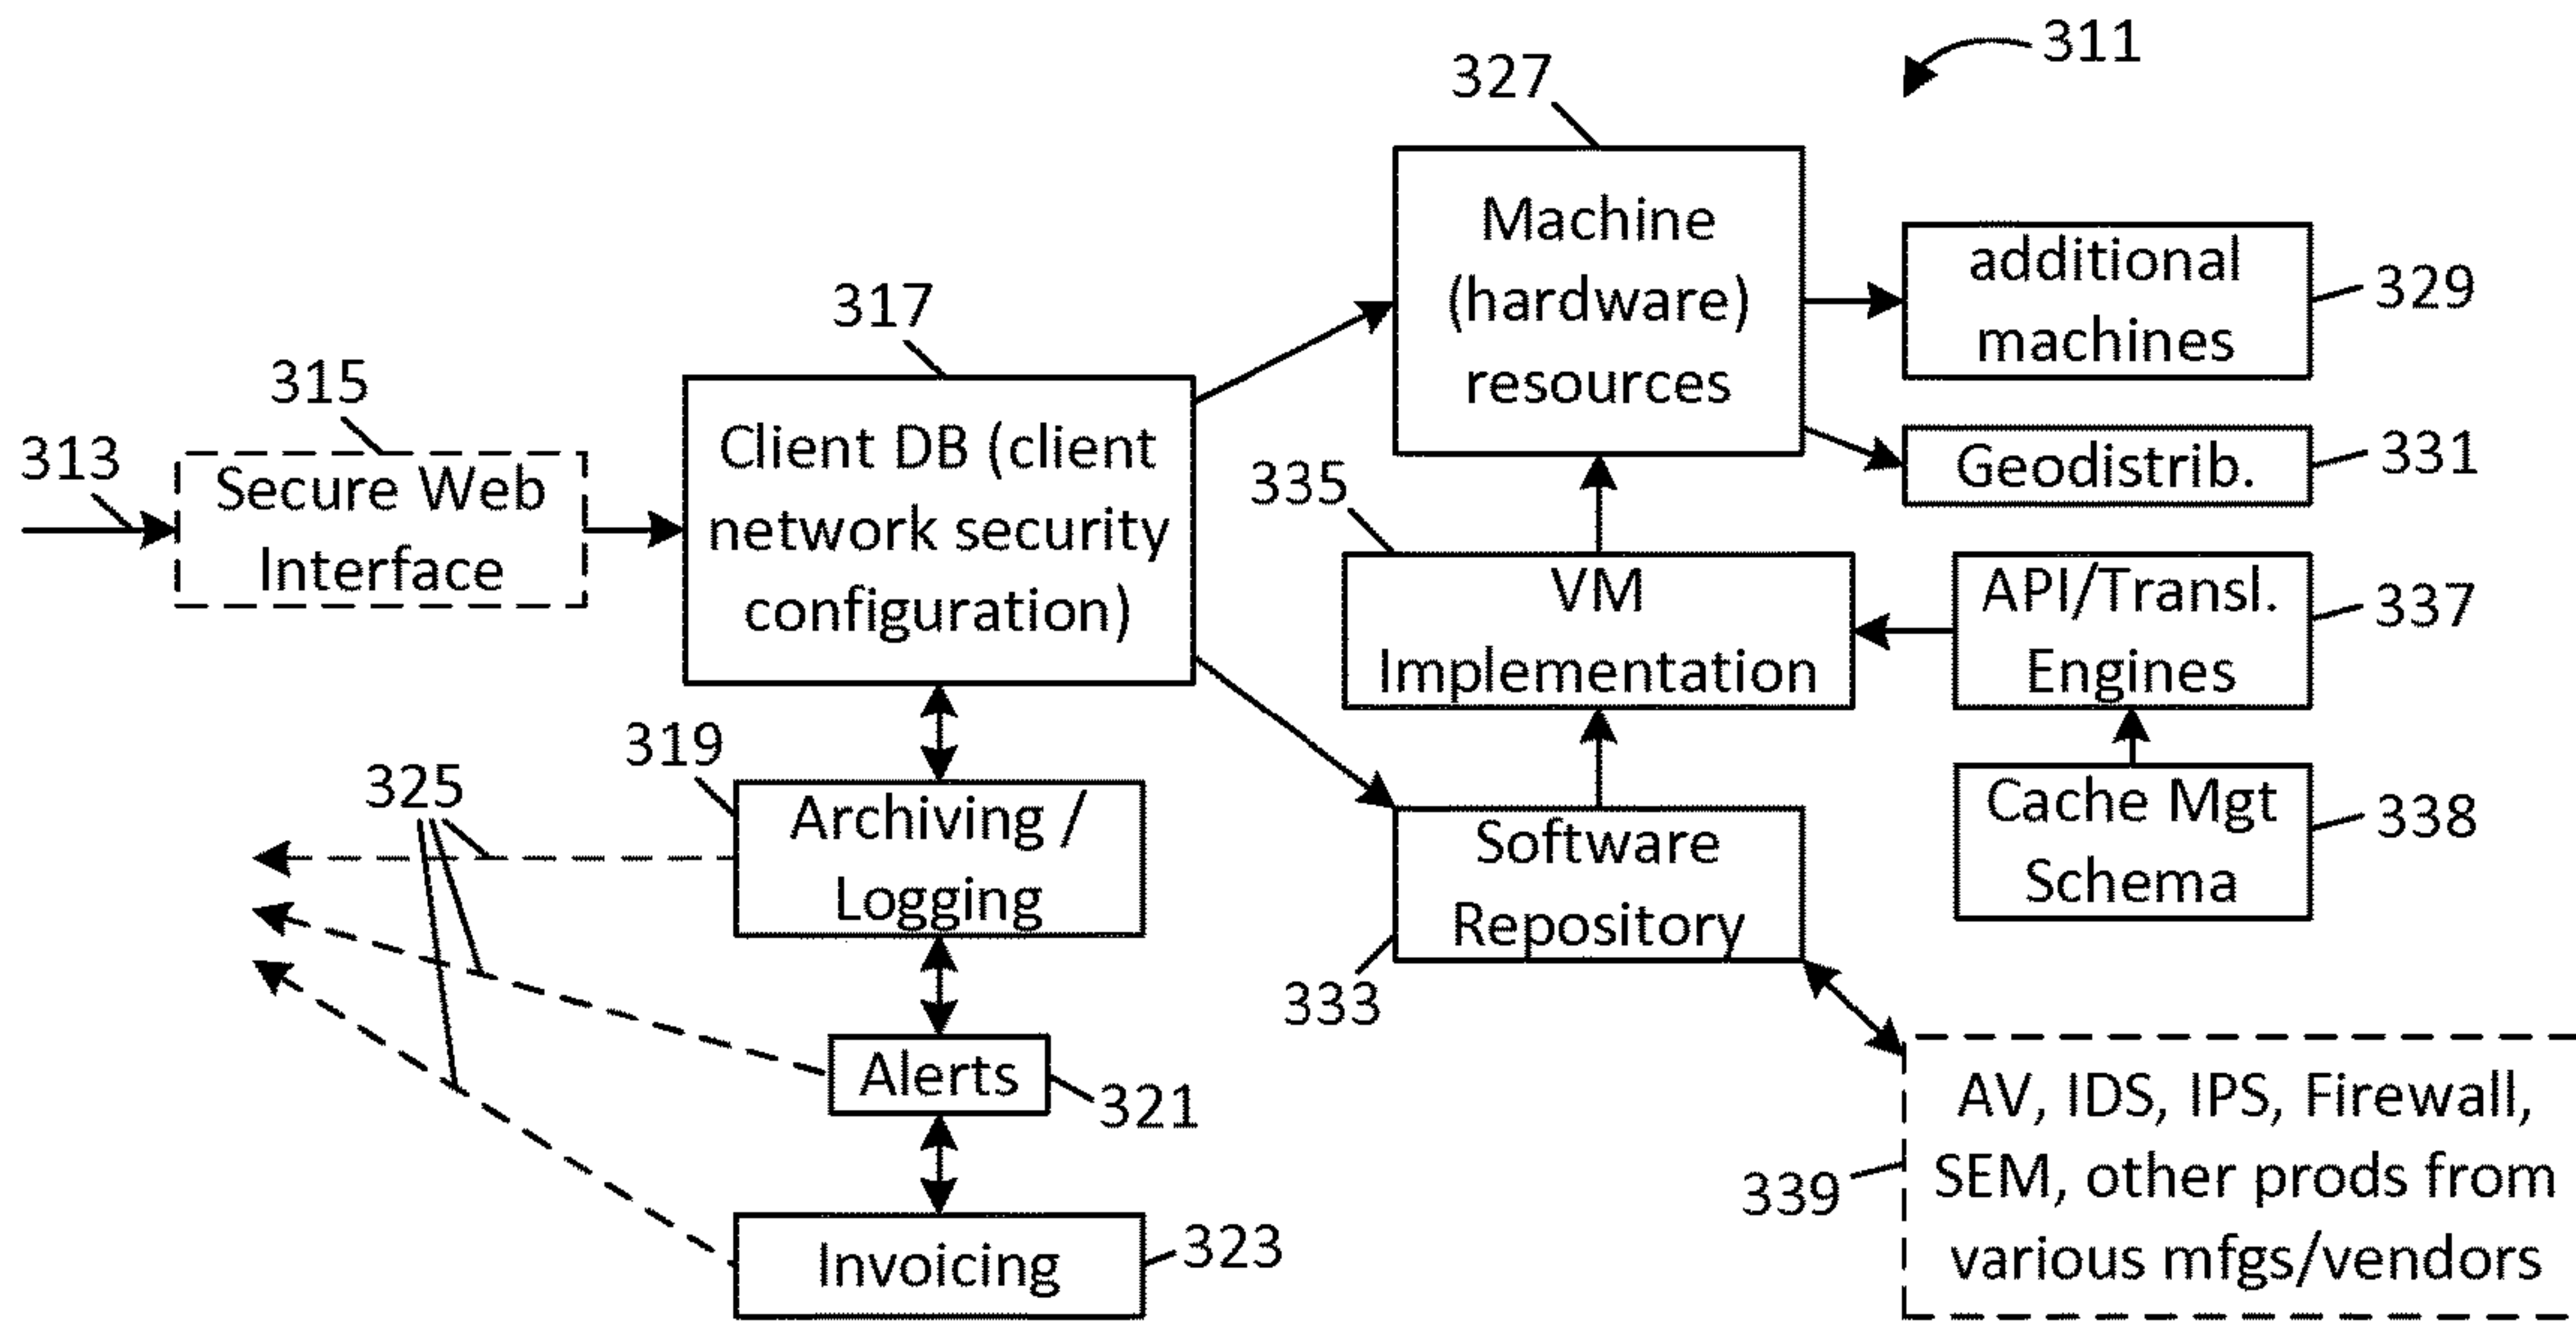 311
327
Machine
(hardware)
resources
additional
machines
329
317
315
313
Secure Web
Interface
Client DB (client
network security
configuration)
Geodistrib.
331
335
VM
Implementation
API/Transl.
Engines
337
319
325
Archiving /
Logging
Software
Repository
333
Cache Mgt
Schema
338
Alerts
321
Invoicing
323
339
AV, IDS, IPS, Firewall,
SEM, other prods from
various mfgs/vendors